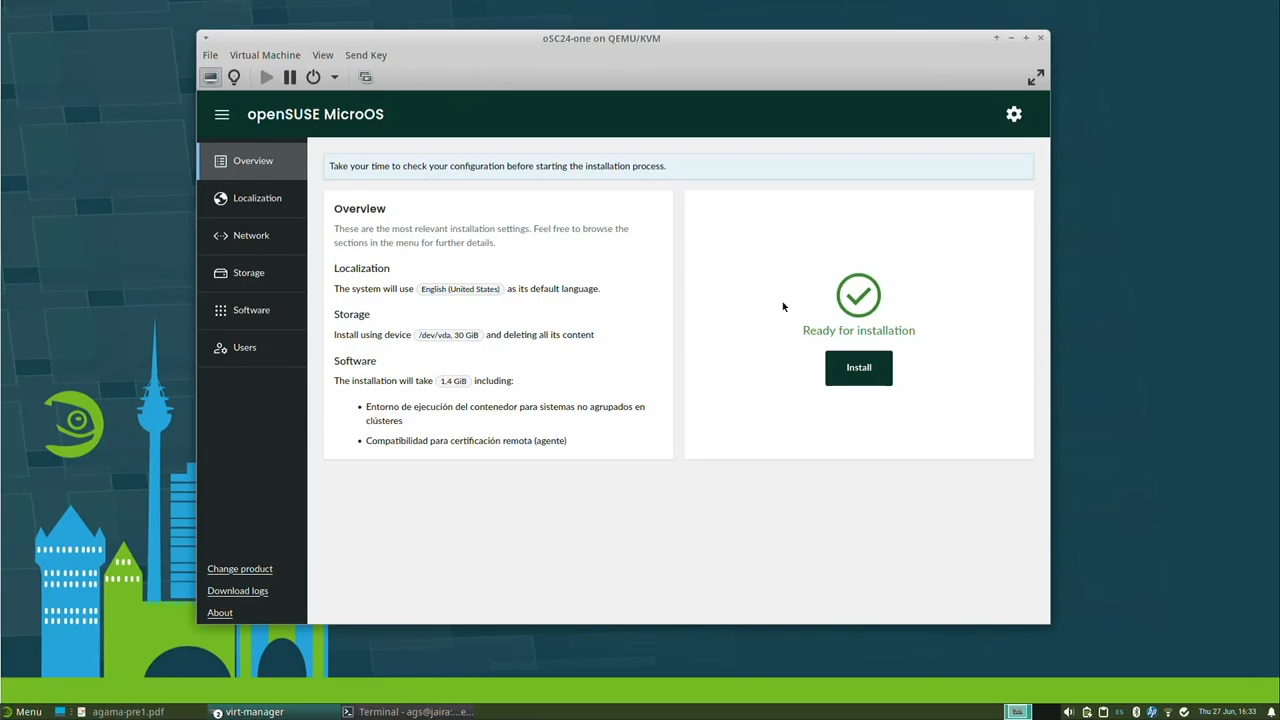 oSC24-one on QEMU/KVM
File Virtual Machine View Send Key
openSUSE MicroOS
Overview
Localization
Network
Storage
Software
Users
Change product
Download logs
About
Take your time to check your configuration before starting the installation process.
Overview
These are the most relevant installation settings. Feel free to browse the
sections in the menu for further details.
Localization
The system will use English (United States) as its default language.
Storage
Install using device /dev/vda, 30 GiB and deleting all its content
Software
The installation will take 1,4 GiB including:
• Entorno de ejecución del contenedor para sistemas no agrupados en
clústeres
• Compatibilidad para certificación remota (agente)
Ready for installation
Install
Menu agama-pre1.pdf 2 virt-manager Terminal - ags@jaira:...e... ES Thu 27 Jun, 16:33